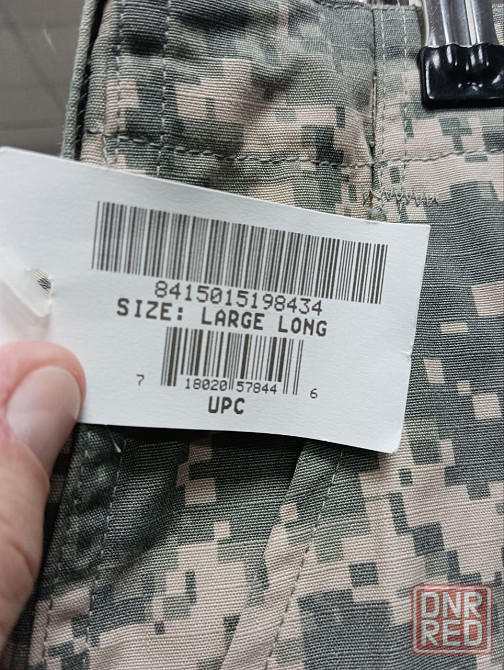 8415015198434
SIZE: LARGE LONG
7 18020 57844 6
UPC
DNR
RED